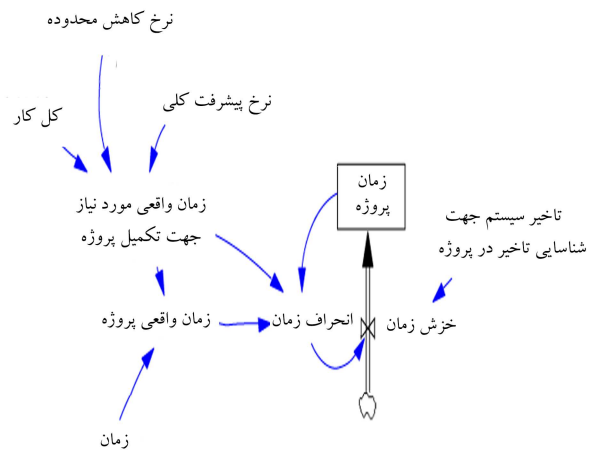 نرخ کاهش محدوده
نرخ پیشرفت کلی
کل کار
زمان
پروژه
زمان واقعی مورد نیاز
جهت تکمیل پروژه
تاخیر سیستم جهت
شناسایی تاخیر در پروژه
خزش زمان
انحراف زمان
زمان واقعی پروژه
زمان